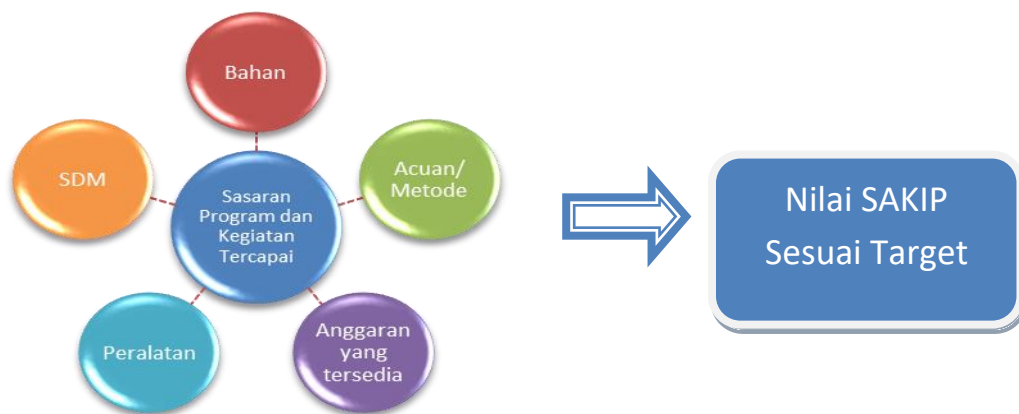 Bahan
SDM
Acuan/
Metode
Sasaran
Program dan
Kegiatan
Tercapai
Peralatan
Anggaran
yang
tersedia
Nilai SAKIP
Sesuai Target